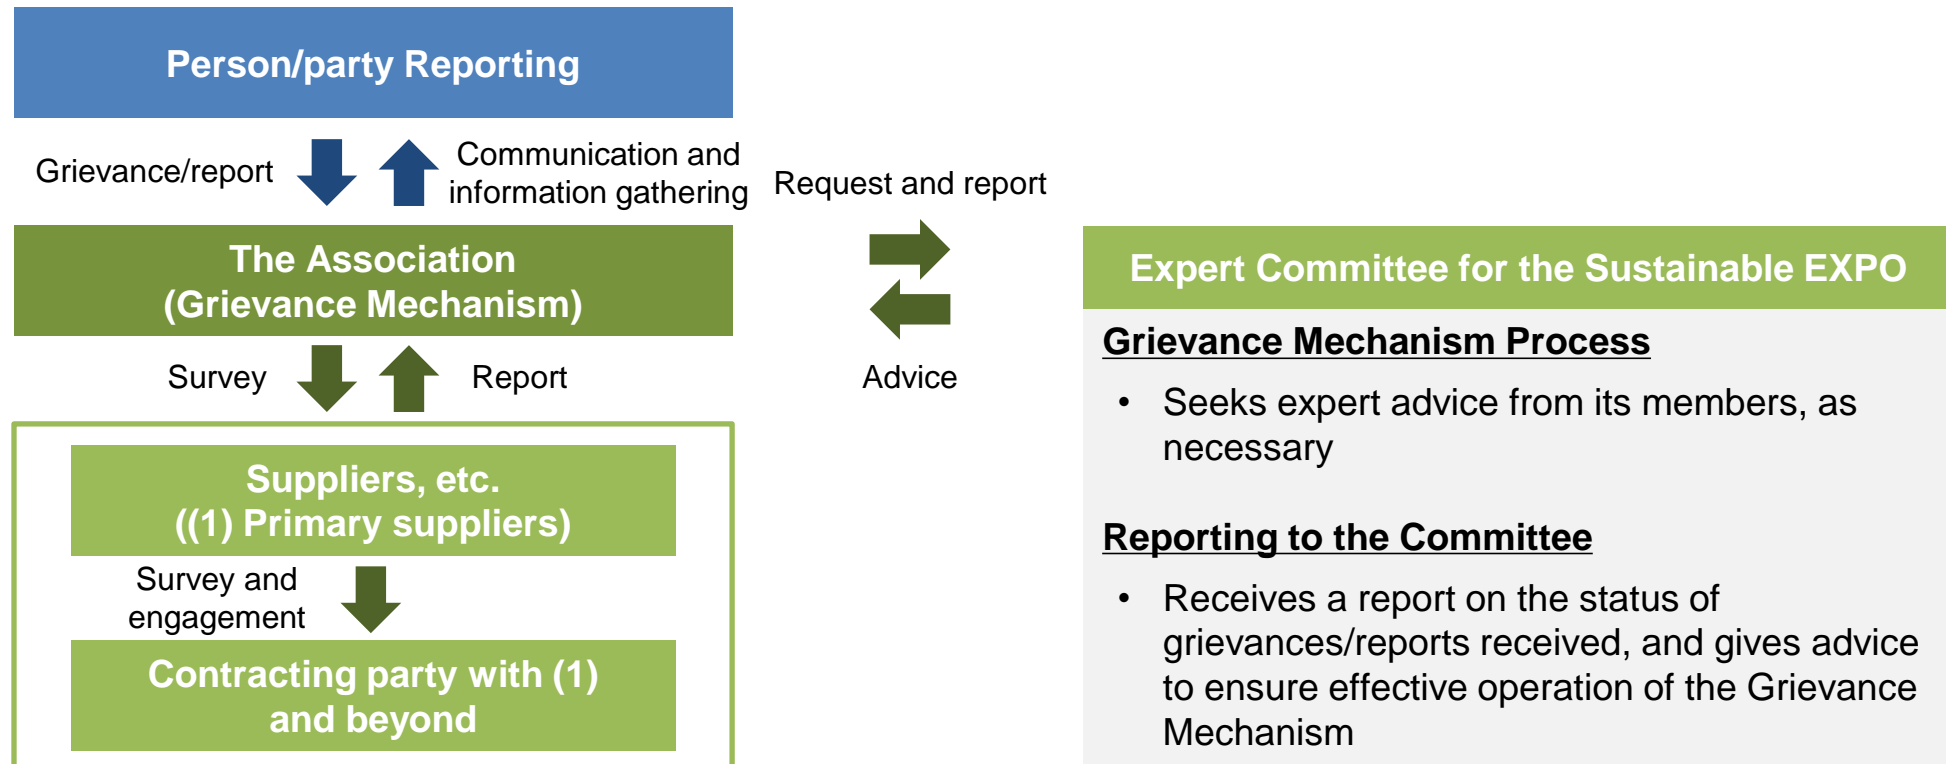 Person/party Reporting
Grievance/report
Communication and
information gathering
Request and report
The Association
(Grievance Mechanism)
Survey
Report
Advice
Suppliers, etc.
((1) Primary suppliers)
Survey and
engagement
Contracting party with (1)
and beyond
Expert Committee for the Sustainable EXPO
Grievance Mechanism Process
• Seeks expert advice from its members, as
necessary
Reporting to the Committee
• Receives a report on the status of
grievances/reports received, and gives advice
to ensure effective operation of the Grievance
Mechanism